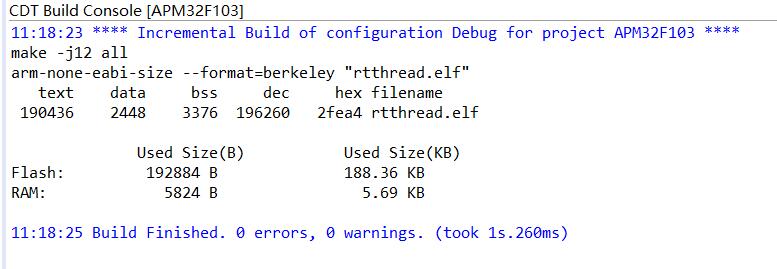 CDT Build Console [APM32F103]
11:18:23 **** Incremental Build of configuration Debug for project APM32F103 ****
make -j12 all
arm-none-eabi-size --format=berkeley "rtthread.elf"
   text    data     bss     dec     hex filename
 190436    2448    3376  196260   2fea4 rtthread.elf
              Used Size(B)           Used Size(KB)
Flash:         192884 B              188.36 KB
RAM:             5824 B                5.69 KB
11:18:25 Build Finished. 0 errors, 0 warnings. (took 1s.260ms)